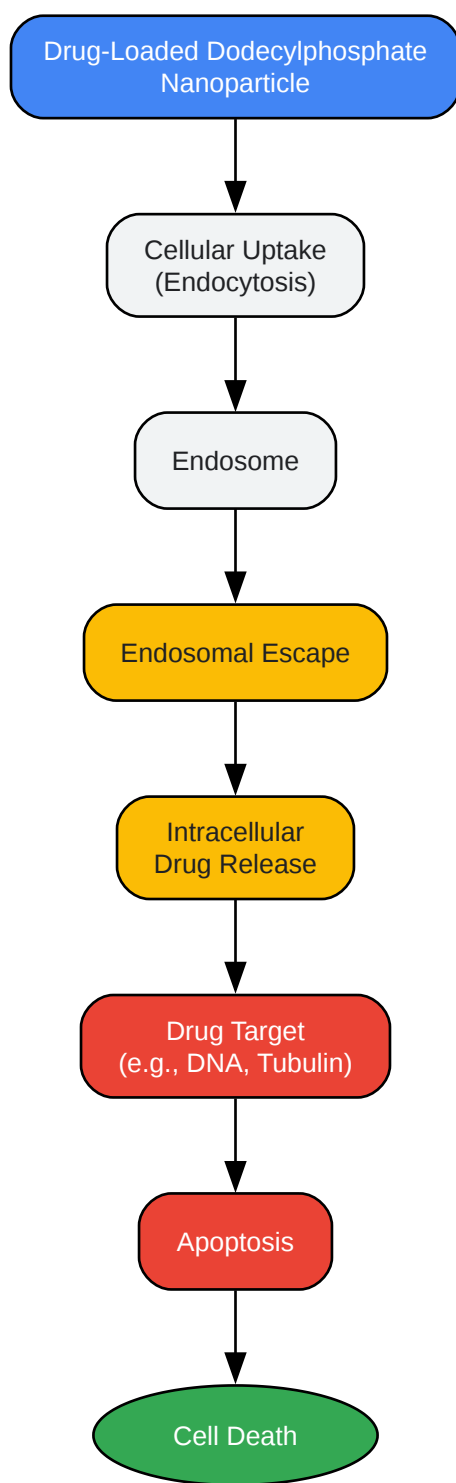 Drug-Loaded Dodecylphosphate
Nanoparticle
Cellular Uptake
(Endocytosis)
Endosome
Endosomal Escape
Intracellular
Drug Release
Drug Target
(e.g., DNA, Tubulin)
Apoptosis
Cell Death